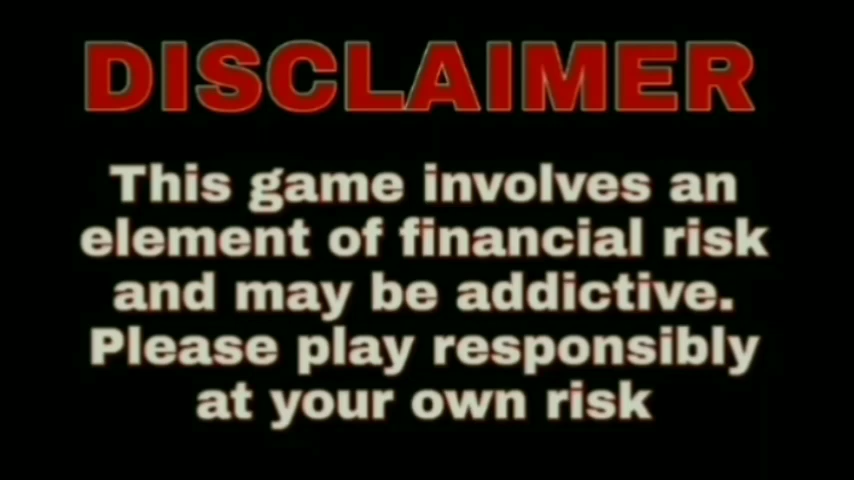 DISCLAIMER
This game involves an
element of financial risk
and may be addictive.
Please play responsibly
at your own risk